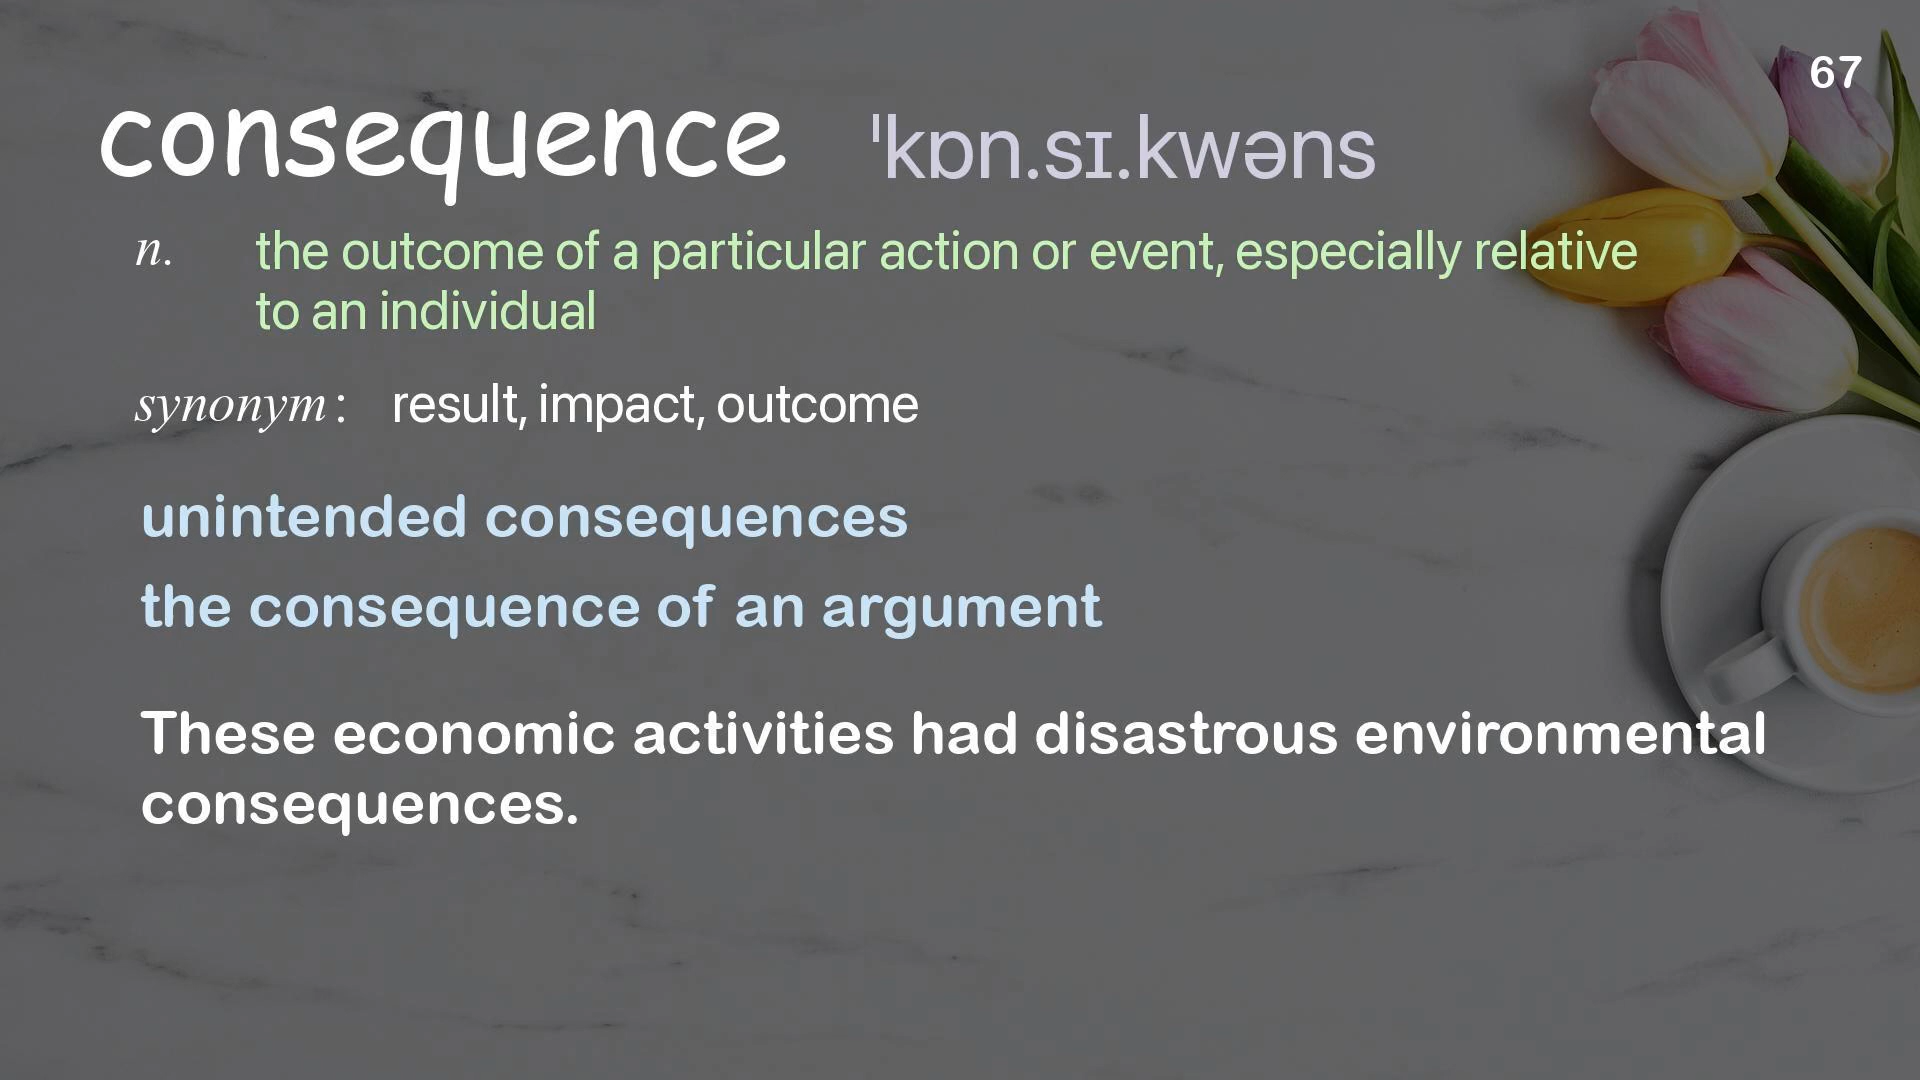 67
consequence ˈkɒn.sɪ.kwəns
n. the outcome of a particular action or event, especially relative
to an individual
synonym: result, impact, outcome
unintended consequences
the consequence of an argument
These economic activities had disastrous environmental
consequences.